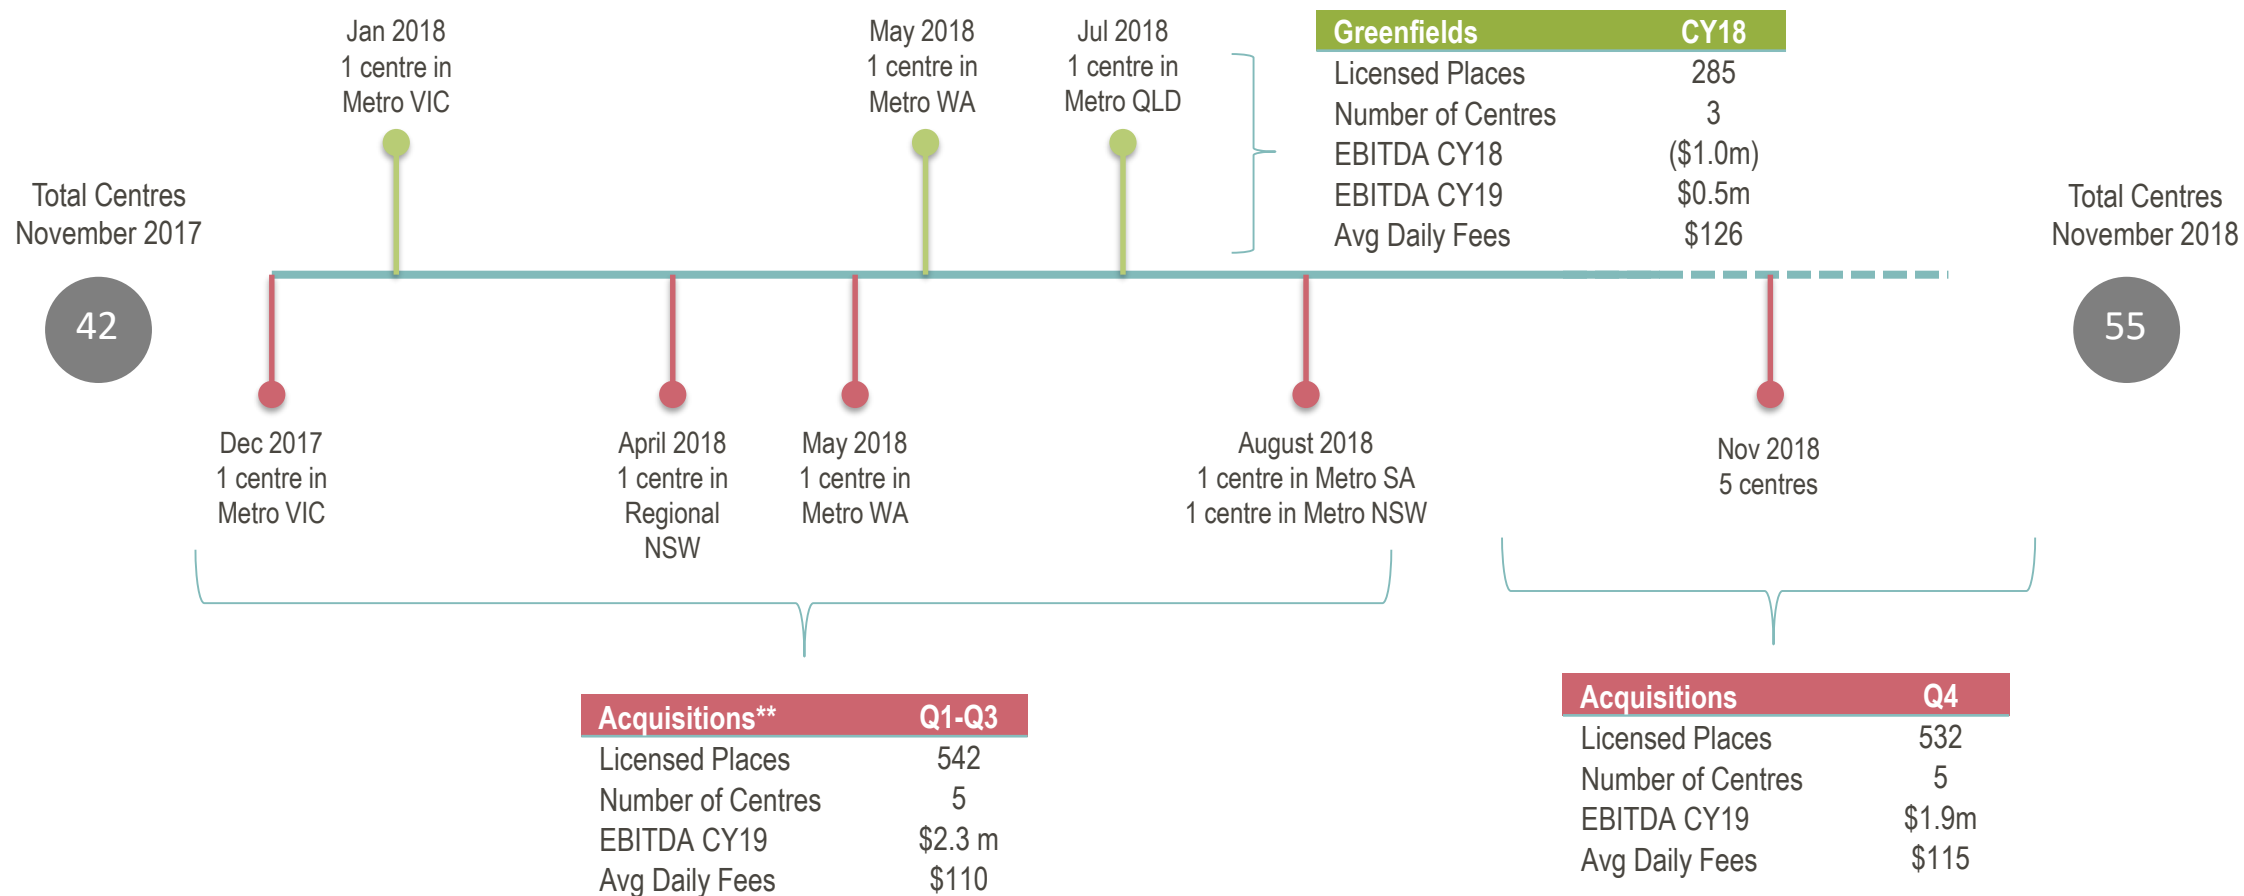 Jan 2018
1 centre in
Metro VIC
May 2018
1 centre in
Metro WA
Jul 2018
1 centre in
Metro QLD
Greenfields CY18
Licensed Places 285
Number of Centres 3
EBITDA CY18 ($1.0m)
EBITDA CY19 $0.5m
Avg Daily Fees $126
Total Centres
November 2017
42
Total Centres
November 2018
55
Dec 2017
1 centre in
Metro VIC
April 2018
1 centre in
Regional
NSW
May 2018
1 centre in
Metro WA
August 2018
1 centre in Metro SA
1 centre in Metro NSW
Nov 2018
5 centres
Acquisitions** Q1-Q3
Licensed Places 542
Number of Centres 5
EBITDA CY19 $2.3 m
Avg Daily Fees $110
Acquisitions Q4
Licensed Places 532
Number of Centres 5
EBITDA CY19 $1.9m
Avg Daily Fees $115